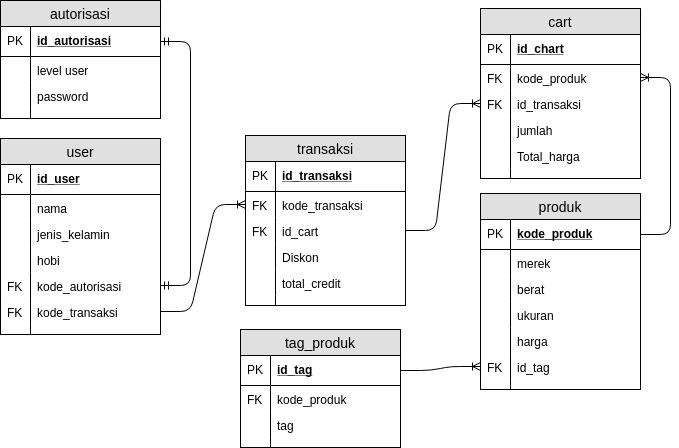 autorisasi
PK id_autorisasi
level user
password
user
PK id_user
nama
jenis_kelamin
hobi
FK kode_autorisasi
FK kode_transaksi
transaksi
PK id_transaksi
FK kode_transaksi
FK id_cart
Diskon
total_credit
tag_produk
PK id_tag
FK kode_produk
tag
cart
PK id_chart
FK kode_produk
FK id_transaksi
jumlah
Total_harga
produk
PK kode_produk
merek
berat
ukuran
harga
FK id_tag